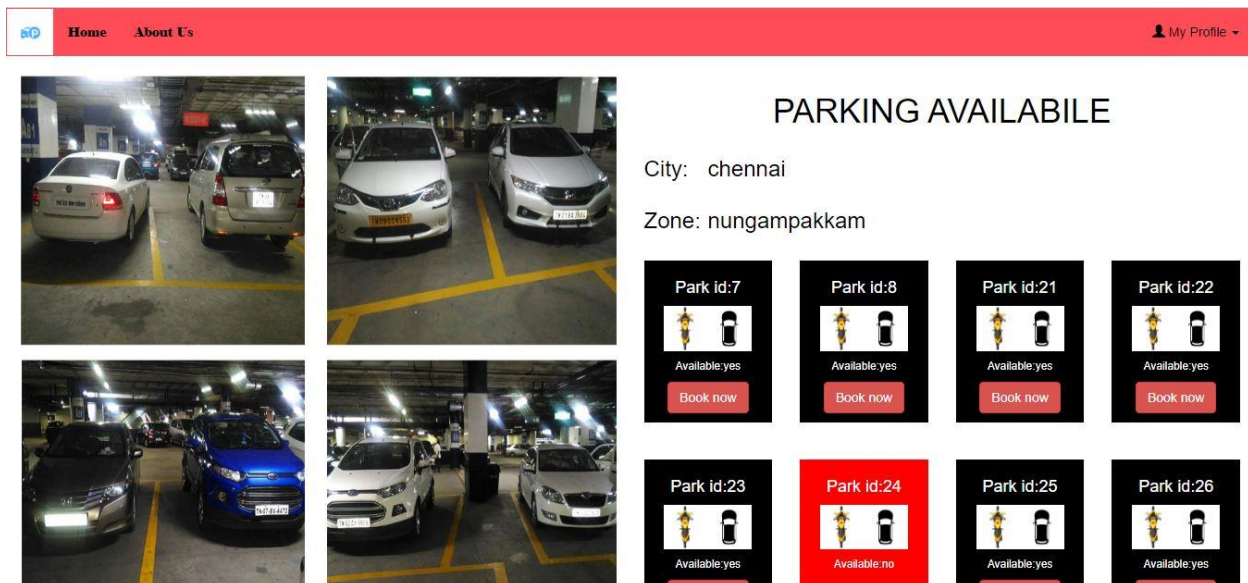 Home About Us My Profile
PARKING AVAILABILE
City: chennai
Zone: nungampakkam
Park id:7 Park id:8 Park id:21 Park id:22
Available:yes Available:yes Available:yes Available:yes
Book now Book now Book now Book now
Park id:23 Park id:24 Park id:25 Park id:26
Available:yes Available:no Available:yes Available:yes